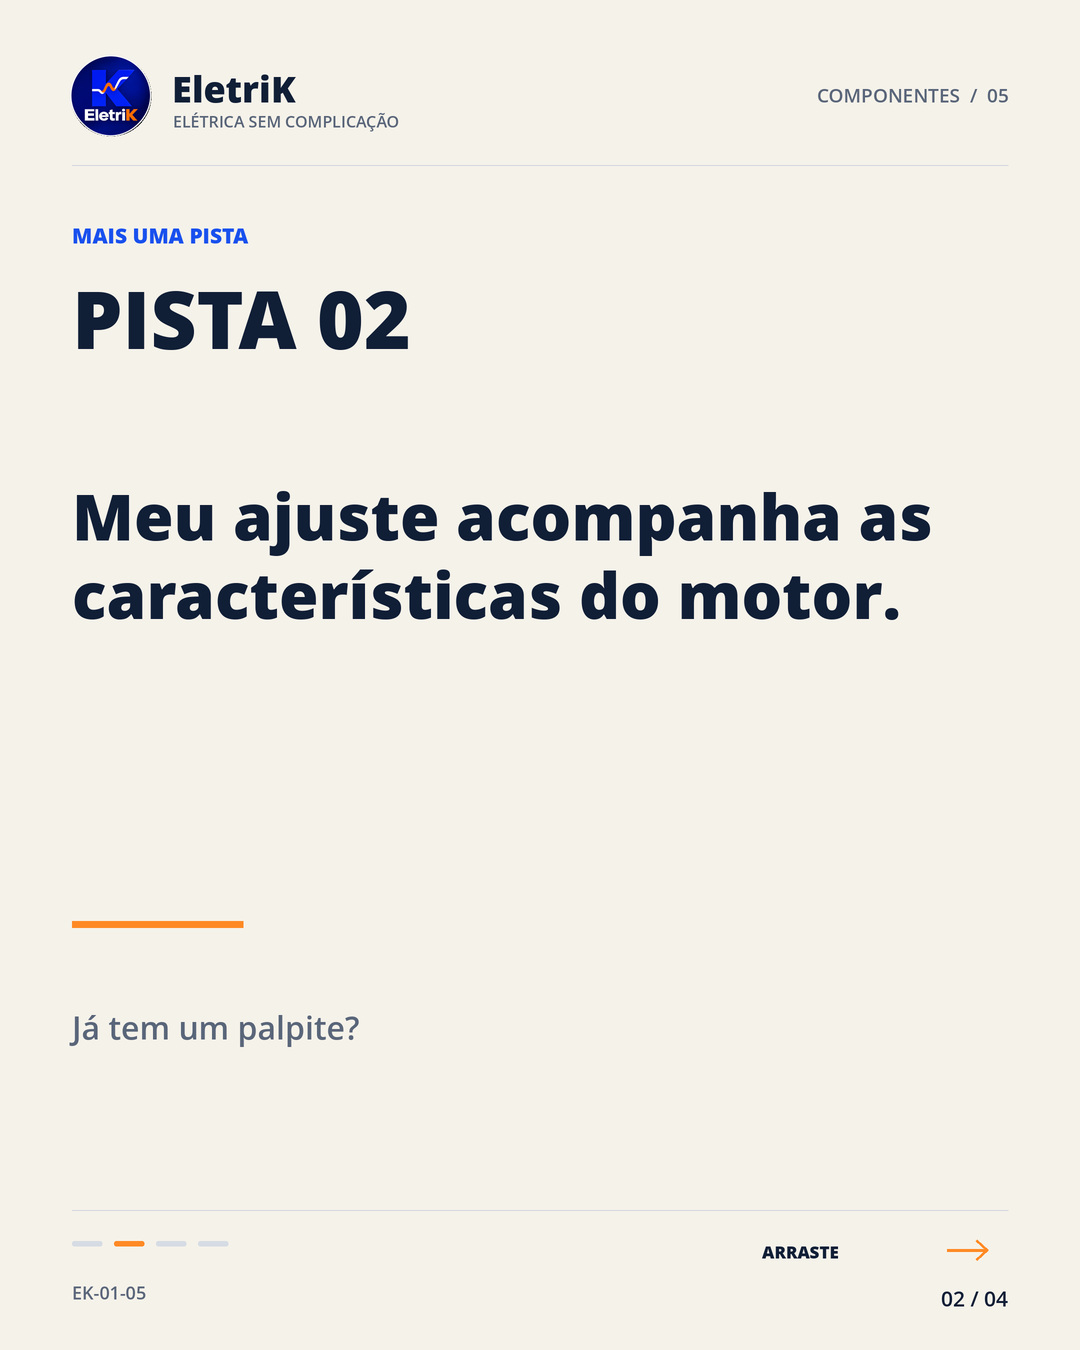 EletriK
EletriK
ELÉTRICA SEM COMPLICAÇÃO
COMPONENTES / 05
MAIS UMA PISTA
PISTA 02
Meu ajuste acompanha as
características do motor.
Já tem um palpite?
ARRASTE
EK-01-05
02 / 04